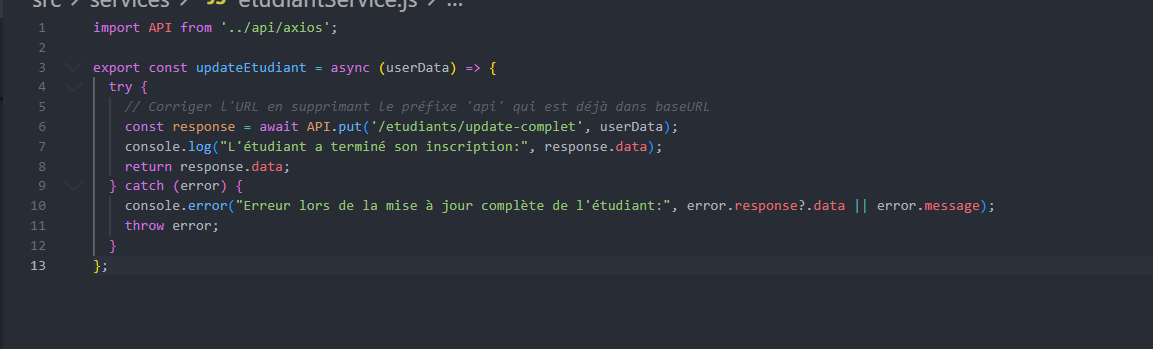 src > services > JS etudiantService.js > ...
1 import API from '../api/axios';
2
3 export const updateEtudiant = async (userData) => {
4 try {
5 // Corriger l'URL en supprimant le préfixe 'api' qui est déjà dans baseURL
6 const response = await API.put('/etudiants/update-complet', userData);
7 console.log("L'étudiant a terminé son inscription:", response.data);
8 return response.data;
9 } catch (error) {
10 console.error("Erreur lors de la mise à jour complète de l'étudiant:", error.response?.data || error.message);
11 throw error;
12 }
13 };